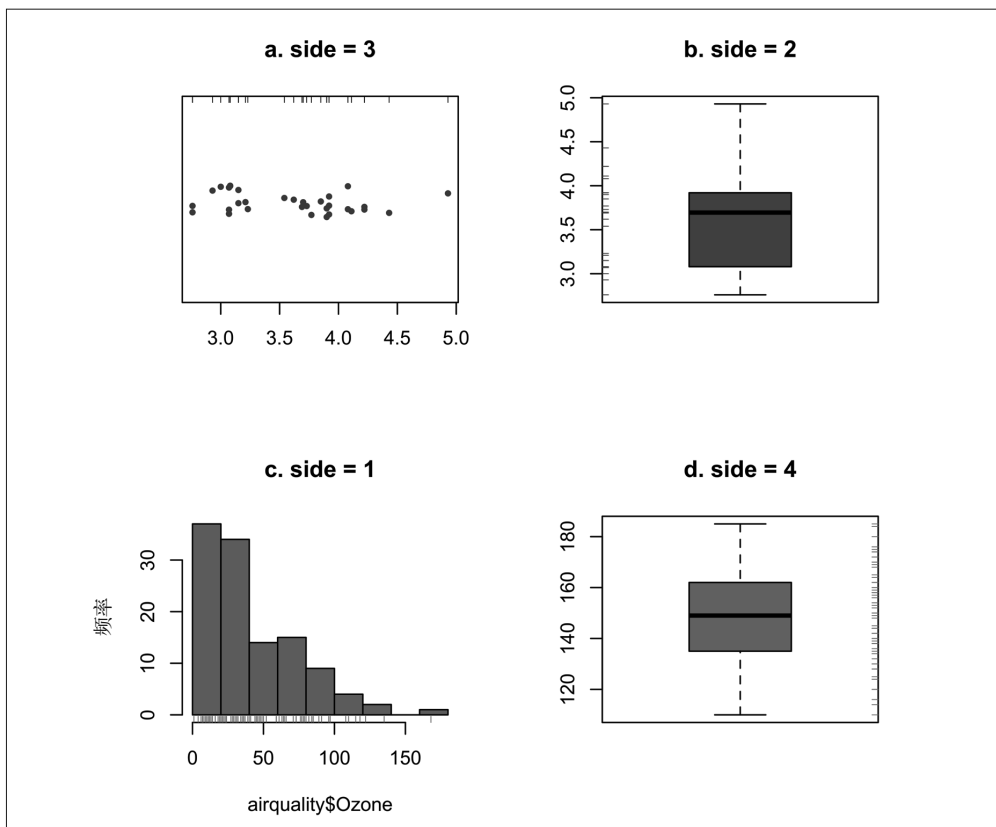 a. side = 3
3.0 3.5 4.0 4.5 5.0
b. side = 2
5.0
4.5
4.0
3.5
3.0
c. side = 1
频率
30
20
10
0
0 50 100 150
airquality$Ozone
d. side = 4
180
160
140
120